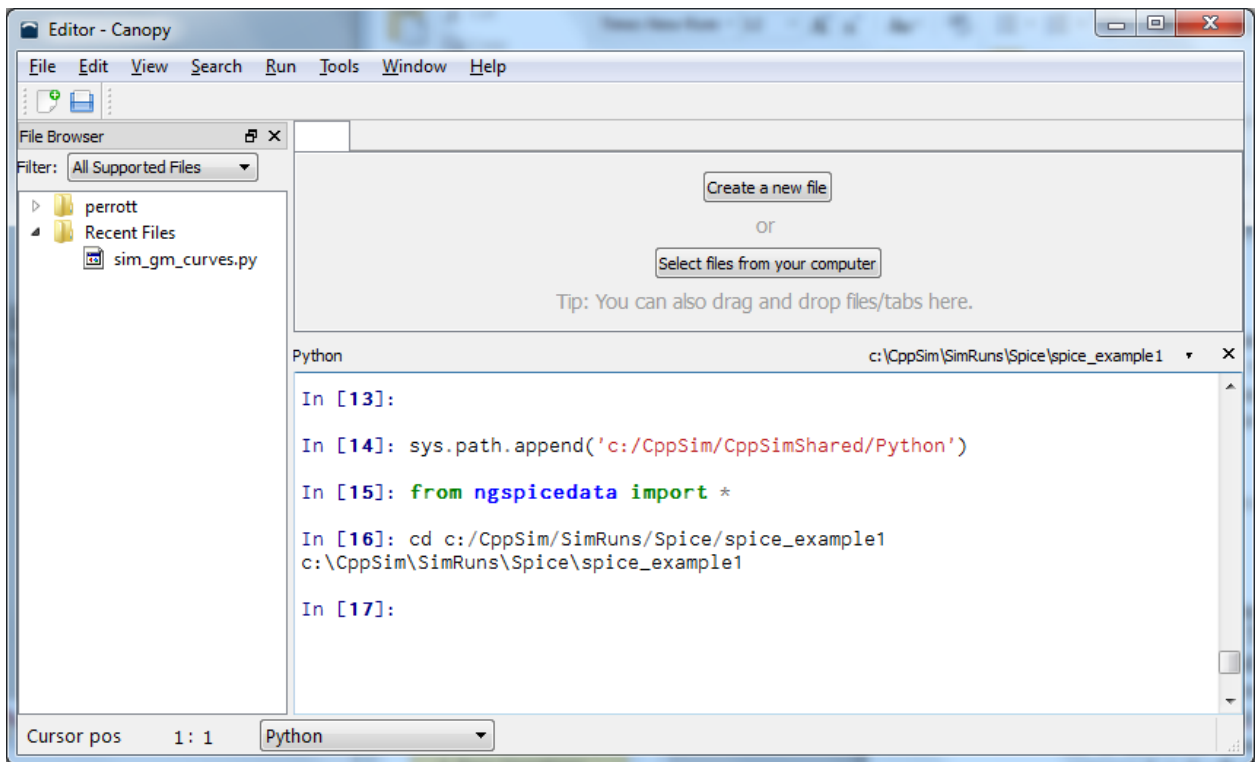 Editor - Canopy
File Edit View Search Run Tools Window Help
File Browser
Filter: All Supported Files
perrott
Recent Files
sim_gm_curves.py
Create a new file
or
Select files from your computer
Tip: You can also drag and drop files/tabs here.
Python c:\CppSim\SimRuns\Spice\spice_example1
In [13]:
In [14]: sys.path.append('c:/CppSim/CppSimShared/Python')
In [15]: from ngspicedata import *
In [16]: cd c:/CppSim/SimRuns/Spice/spice_example1
c:\CppSim\SimRuns\Spice\spice_example1
In [17]:
Cursor pos 1: 1 Python